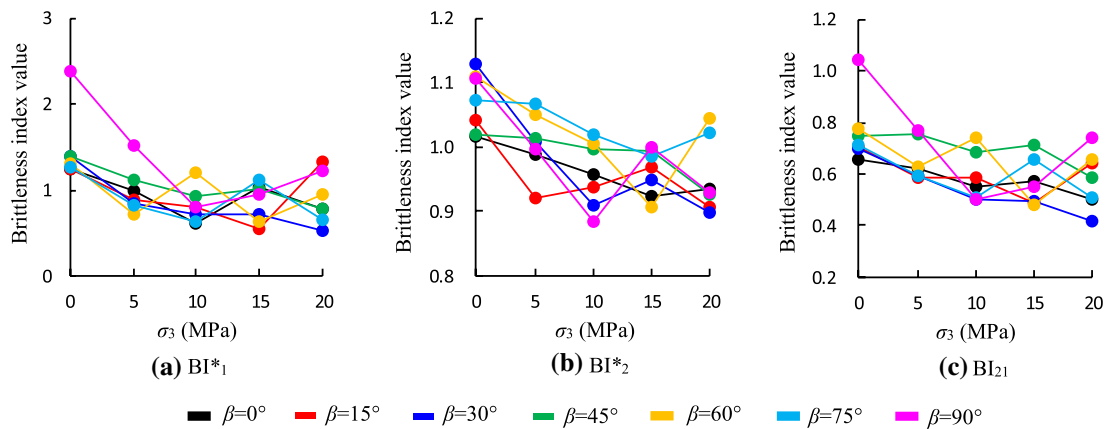 Brittleness index value
3
2
1
0
0 5 10 15 20
σ3 (MPa)
(a) BI*1
Brittleness index value
1.2
1.1
1.0
0.9
0.8
0 5 10 15 20
σ3 (MPa)
(b) BI*2
Brittleness index value
1.2
1.0
0.8
0.6
0.4
0.2
0 5 10 15 20
σ3 (MPa)
(c) BI21
β=0° β=15° β=30° β=45° β=60° β=75° β=90°